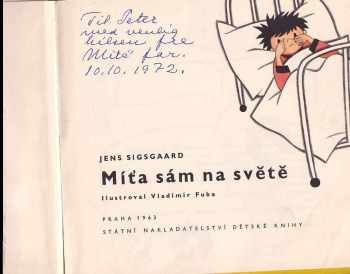 Til Peter
med venlig
hilsen fra
Mitá far.
10.10.1972.
JENS SIGSGAARD
Míťa sám na světě
Ilustroval Vladimír Fuka
PRAHA 1963
STÁTNÍ NAKLADATELSTVÍ DĚTSKÉ KNIHY